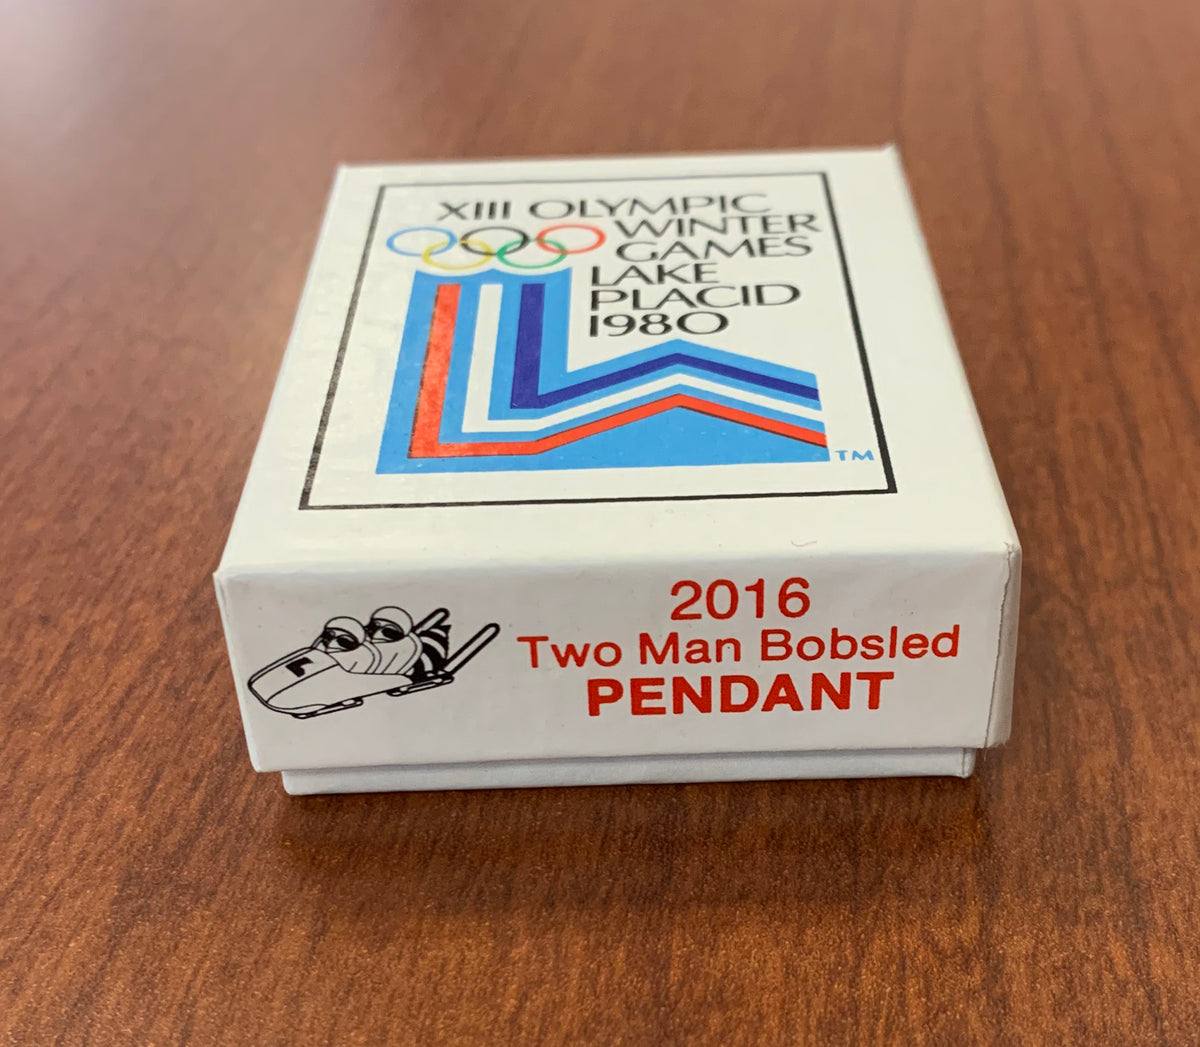 XIII OLYMPIC
WINTER
GAMES
LAKE
PLACID
1980
TM
2016
Two Man Bobsled
PENDANT